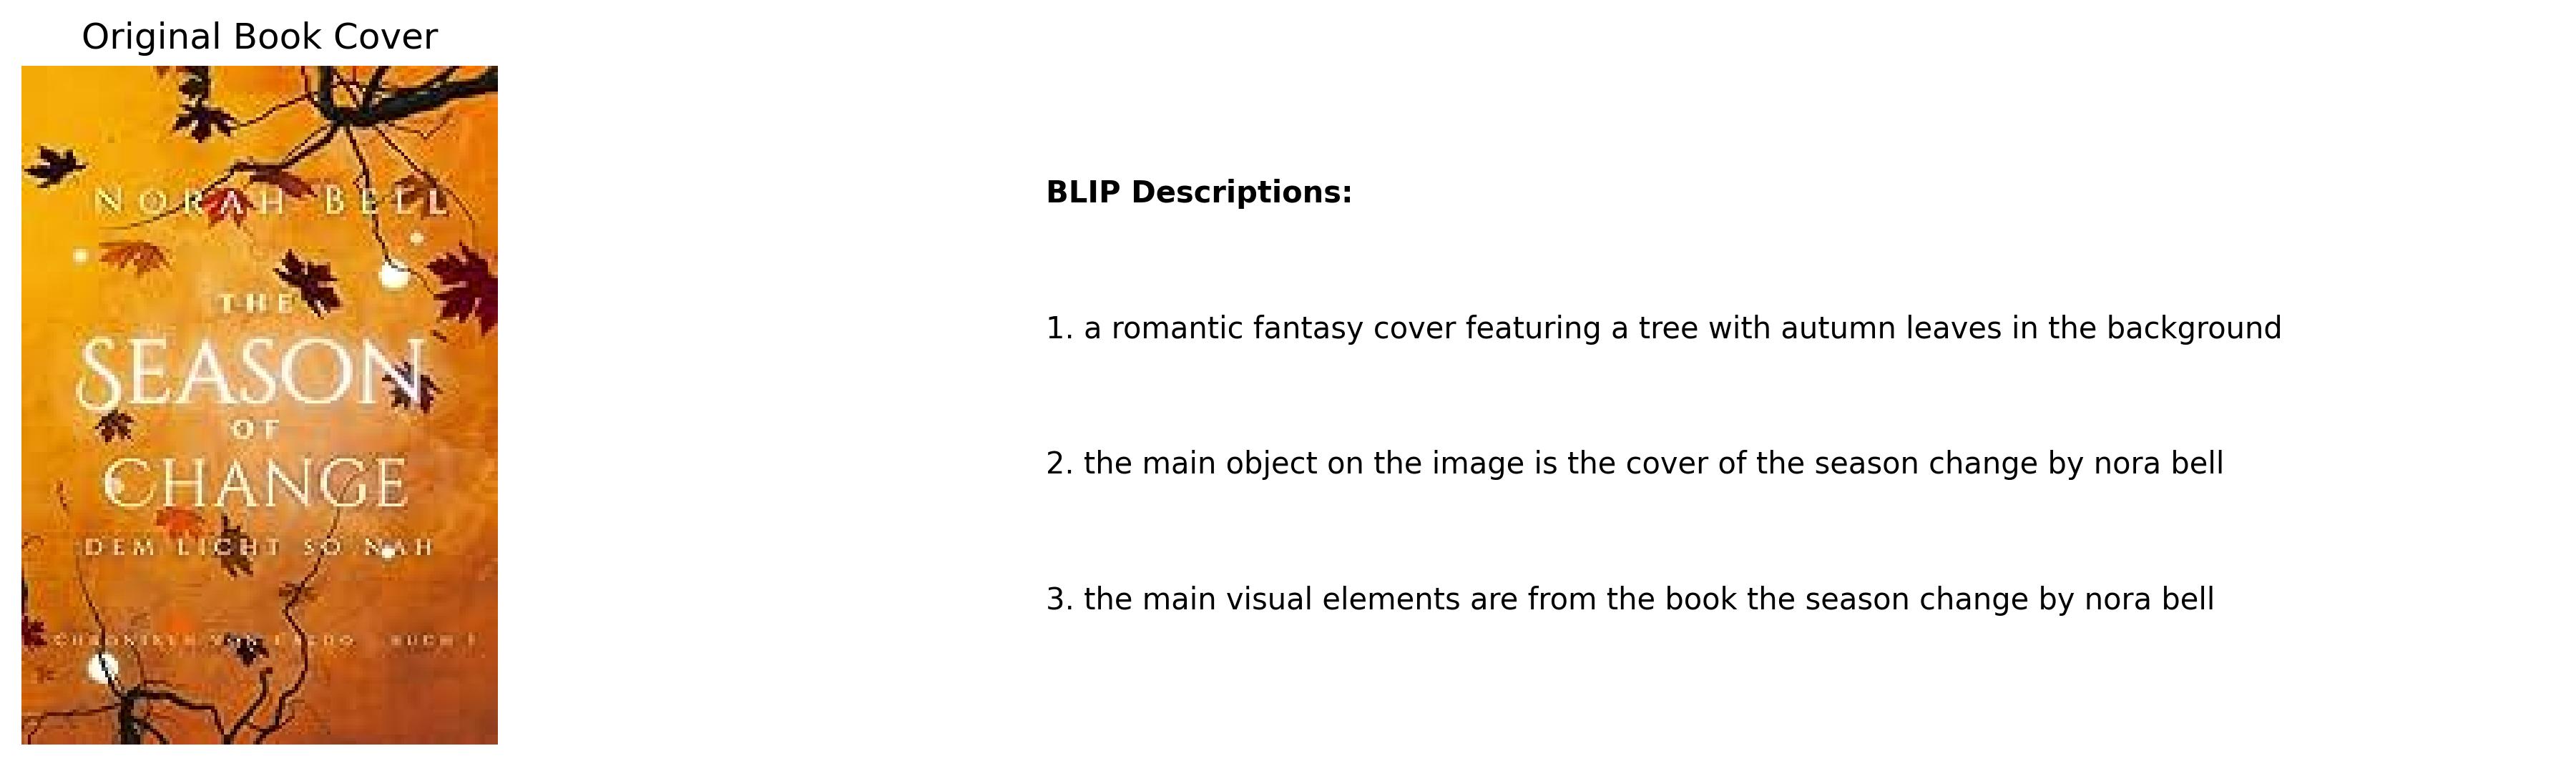 Original Book Cover
NORAH BELL
THE
SEASON
OF
CHANGE
DEM LICHT SO NAH
CHRONIKEN VON BUCH 1
BLIP Descriptions:
1. a romantic fantasy cover featuring a tree with autumn leaves in the background
2. the main object on the image is the cover of the season change by nora bell
3. the main visual elements are from the book the season change by nora bell